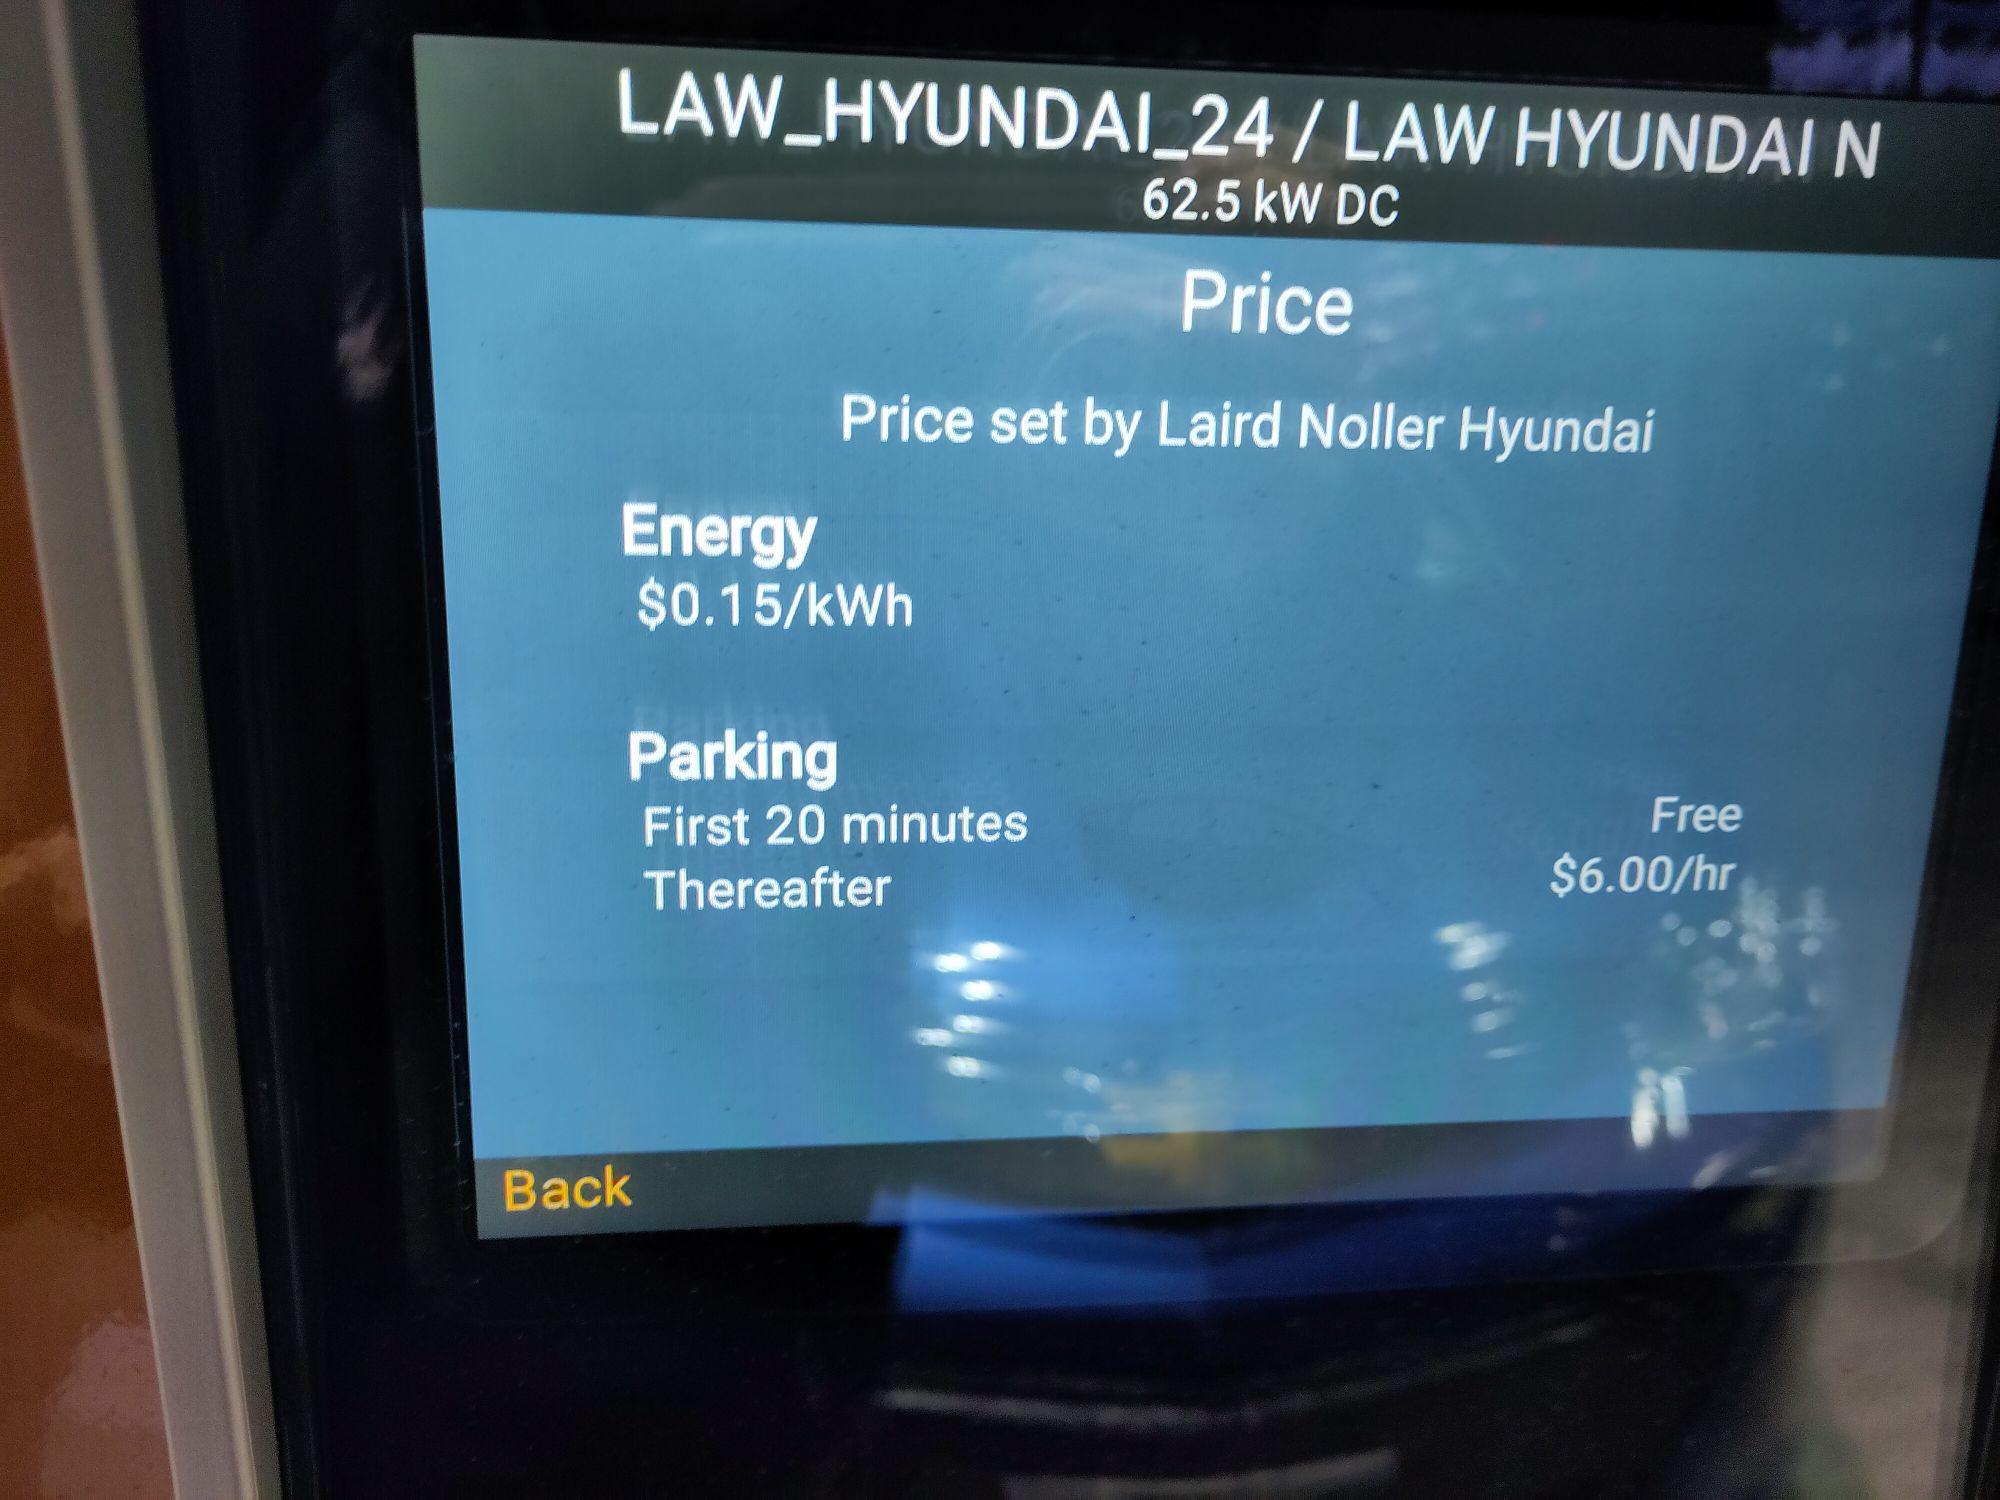 LAW_HYUNDAI_24 / LAW HYUNDAI N
62.5 kW DC
Price
Price set by Laird Noller Hyundai
Energy
$0.15/kWh
Parking
First 20 minutes Free
Thereafter $6.00/hr
Back